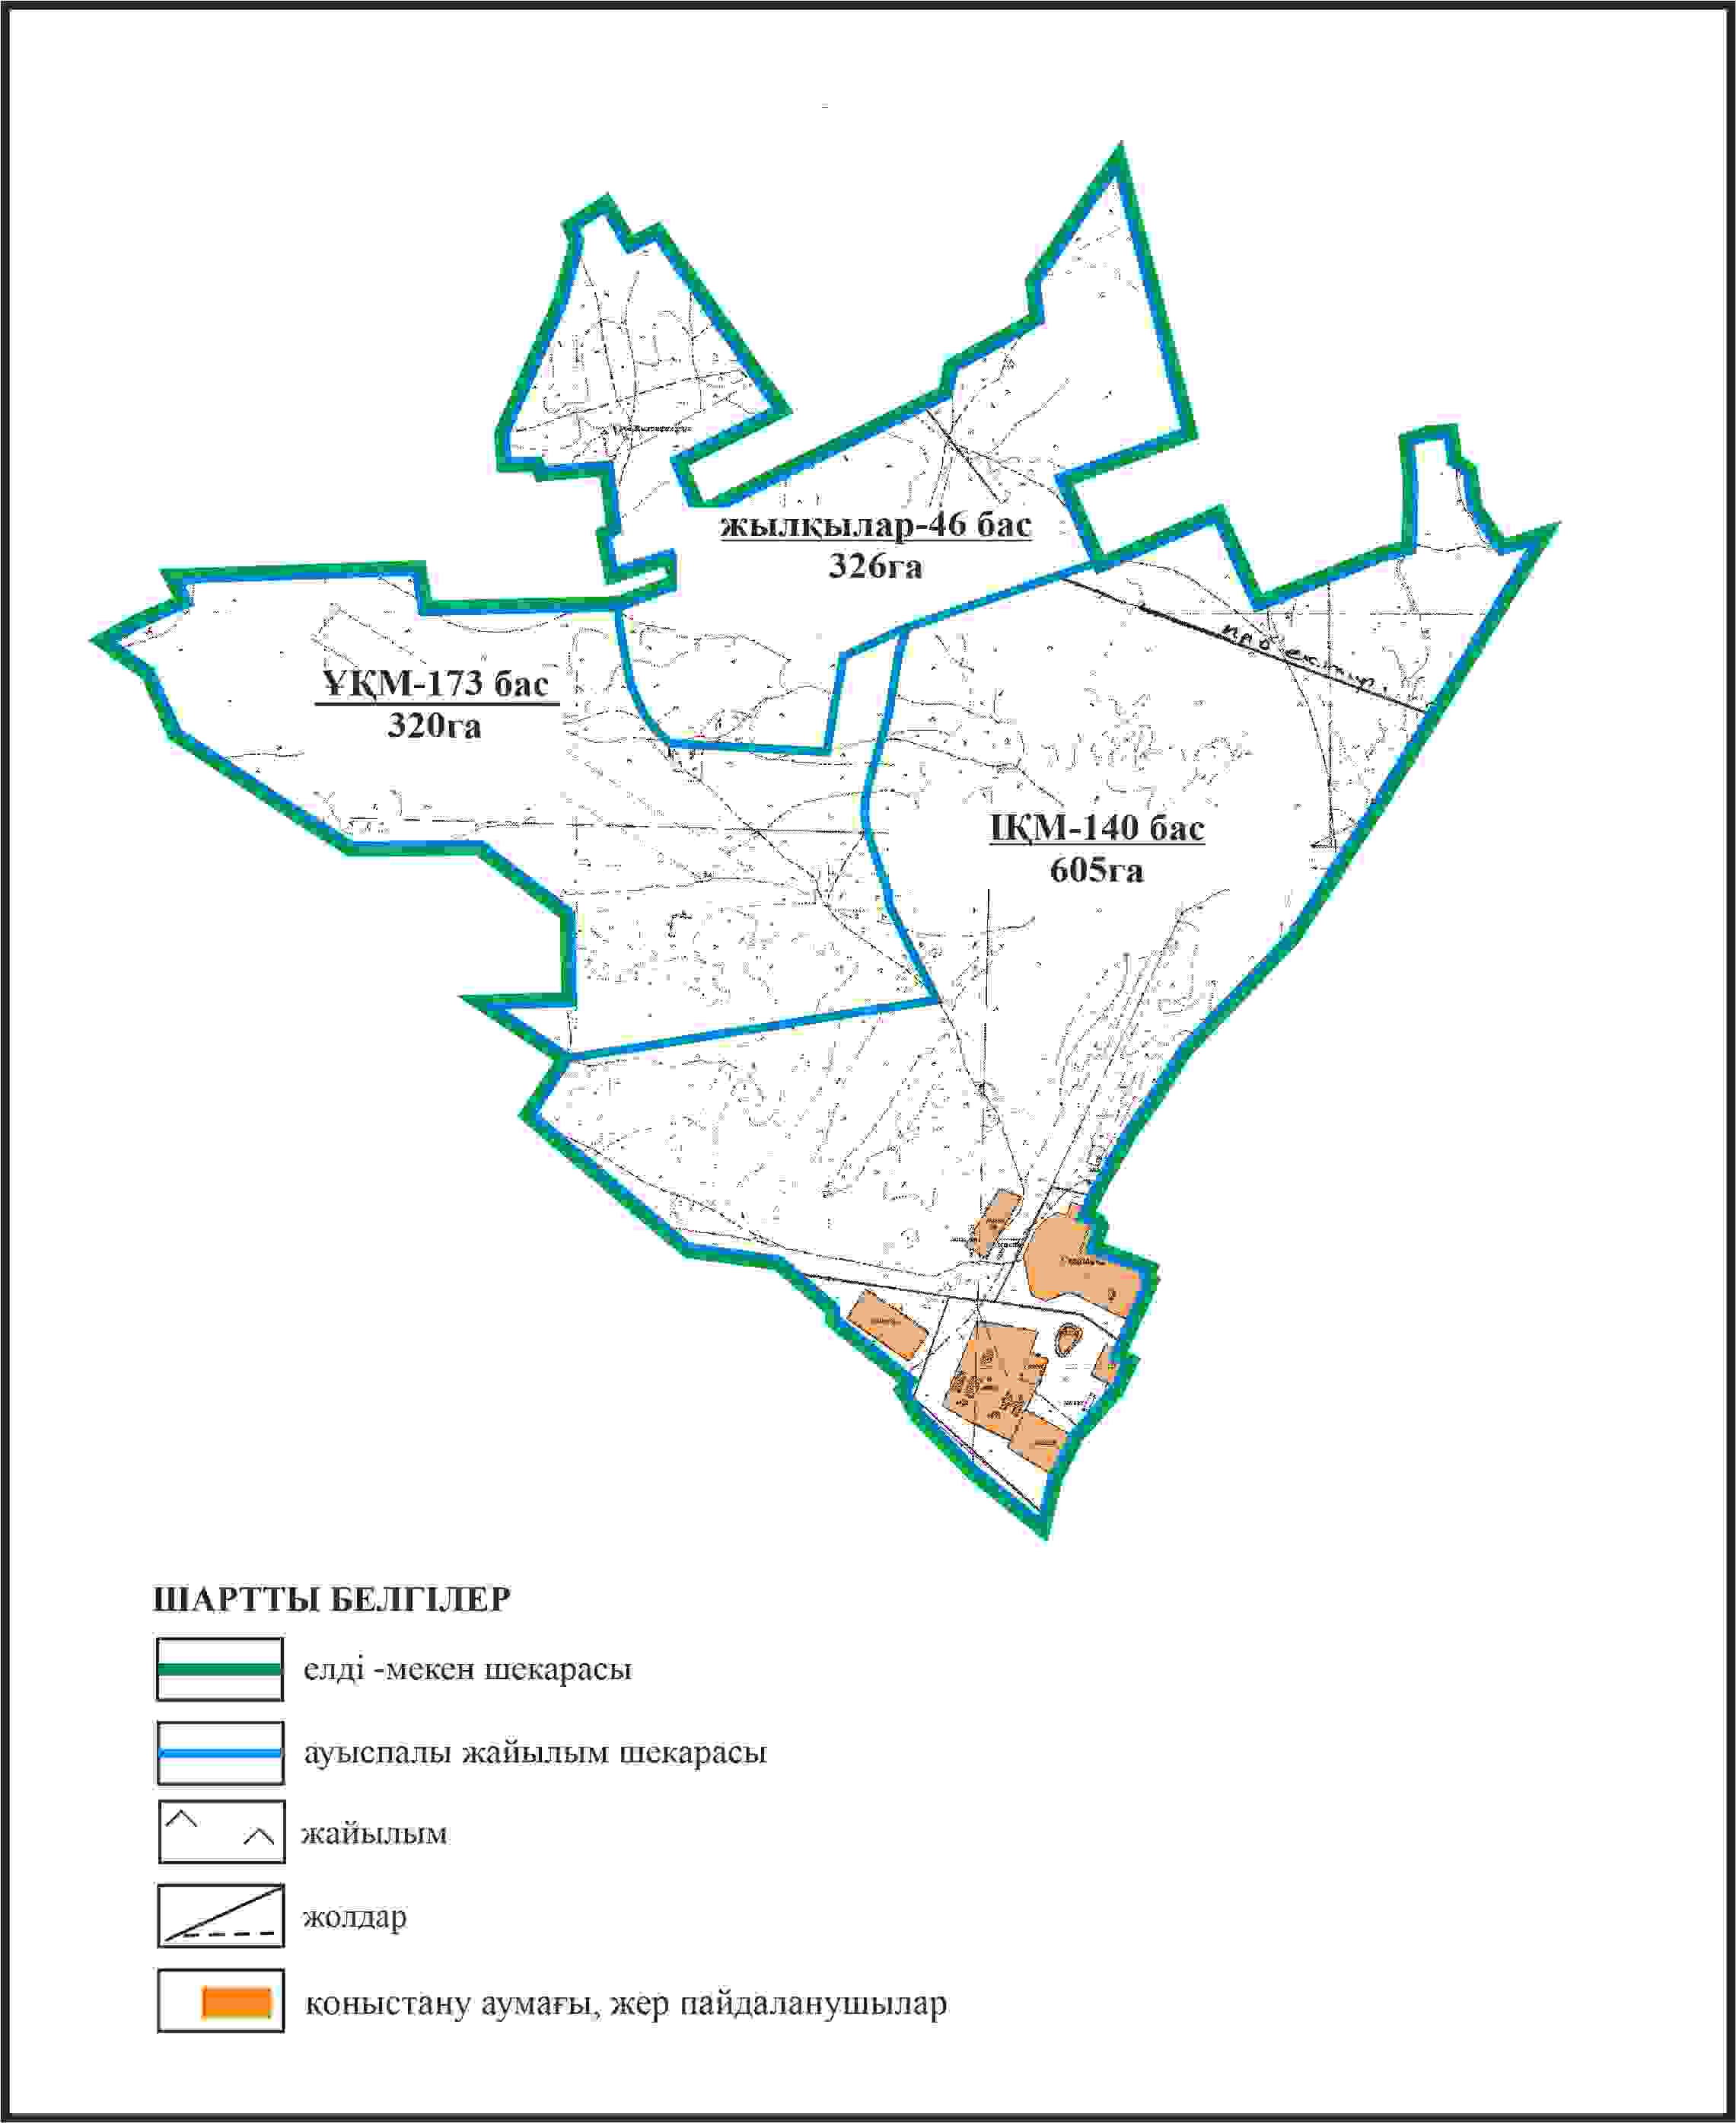 жылқылар-46 бас
326га
ҰҚМ-173 бас
320га
ІҚМ-140 бас
605га
ШАРТТЫ БЕЛГІЛЕР
елді -мекен шекарасы
ауыспалы жайылым шекарасы
жайылым
жолдар
қоныстану аумағы, жер пайдаланушылар